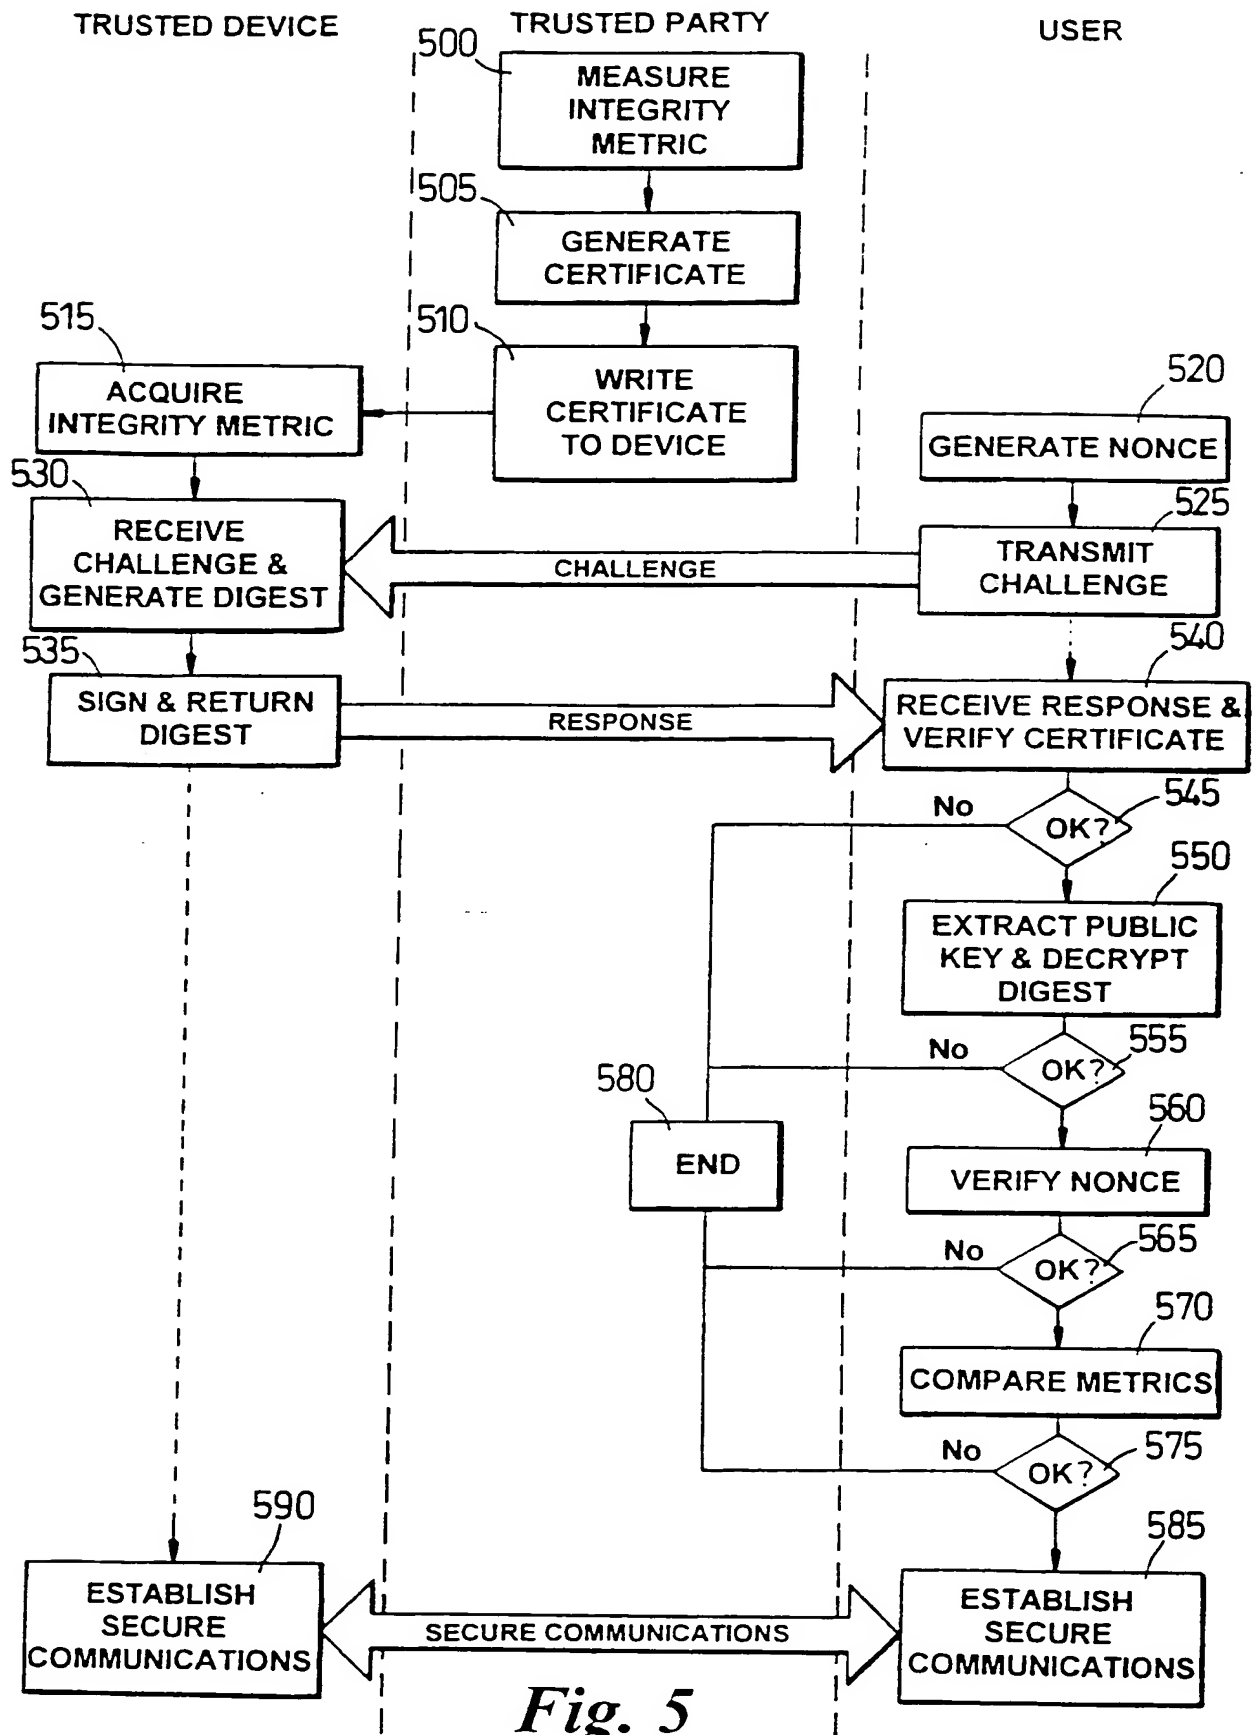 TRUSTED DEVICE
TRUSTED PARTY
USER
500
MEASURE
INTEGRITY
METRIC
505
GENERATE
CERTIFICATE
510
WRITE
CERTIFICATE
TO DEVICE
515
ACQUIRE
INTEGRITY METRIC
520
GENERATE NONCE
530
RECEIVE
CHALLENGE &
GENERATE DIGEST
525
TRANSMIT
CHALLENGE
CHALLENGE
535
SIGN & RETURN
DIGEST
RESPONSE
540
RECEIVE RESPONSE &
VERIFY CERTIFICATE
No
OK?
545
550
EXTRACT PUBLIC
KEY & DECRYPT
DIGEST
No
OK?
555
580
END
560
VERIFY NONCE
No
OK?
565
570
COMPARE METRICS
No
OK?
575
590
ESTABLISH
SECURE
COMMUNICATIONS
SECURE COMMUNICATIONS
585
ESTABLISH
SECURE
COMMUNICATIONS
Fig. 5